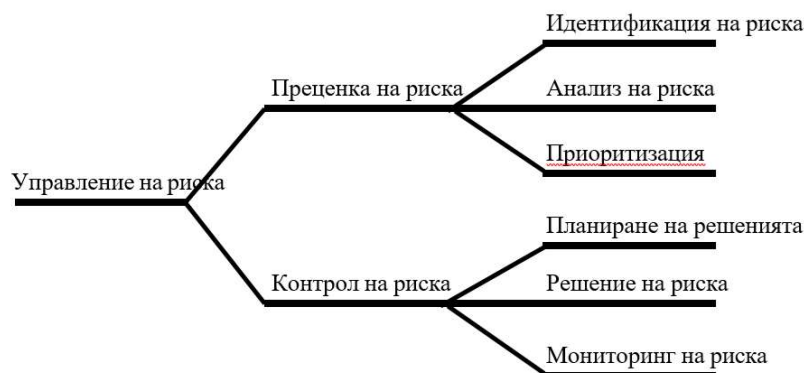 Идентификация на риска
Преценка на риска
Анализ на риска
Приоритизация
Управление на риска
Планиране на решенията
Контрол на риска
Решение на риска
Мониторинг на риска